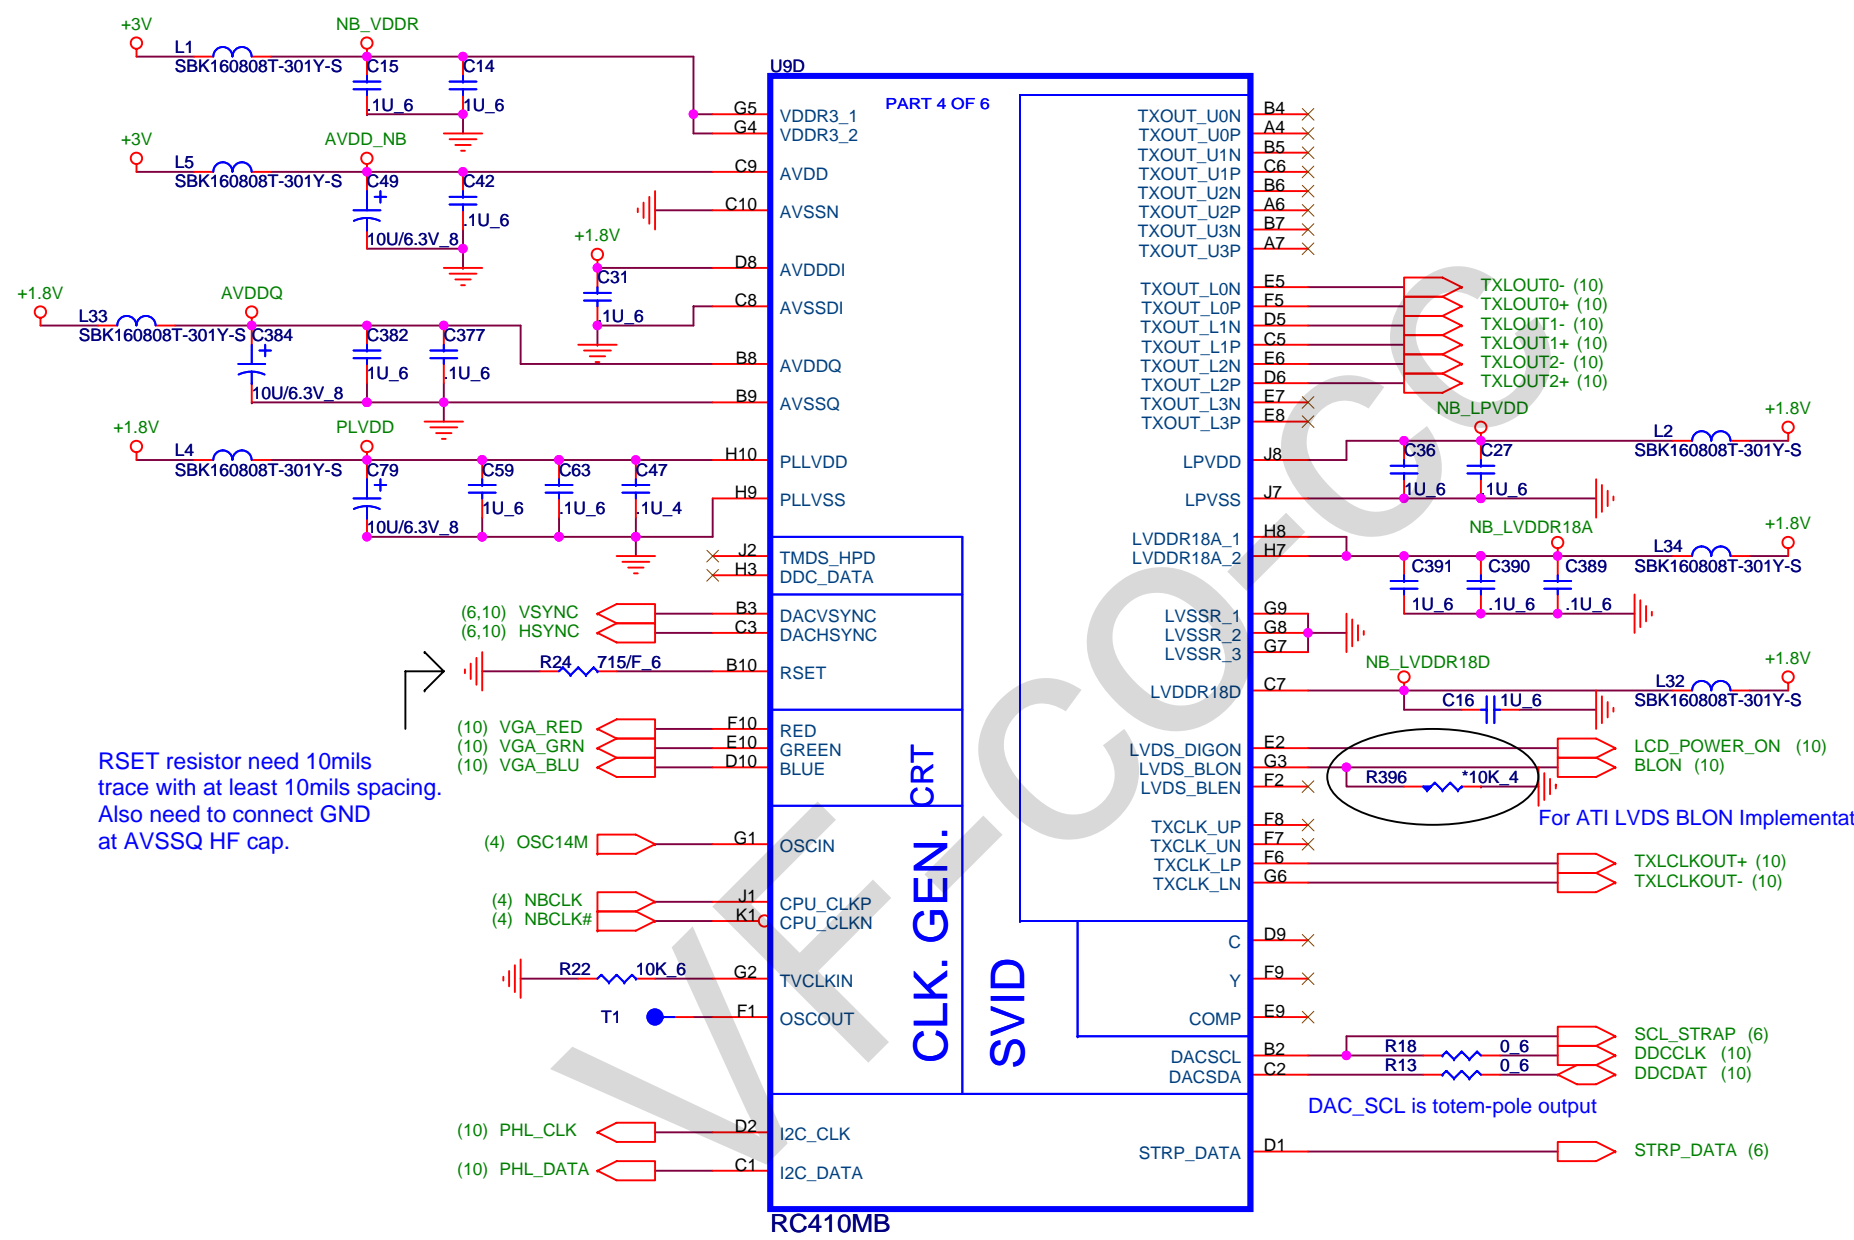 +3V
NB_VDDR
L1
SBK160808T-301Y-S
C15
.1U_6
C14
1U_6
+3V
AVDD_NB
L5
SBK160808T-301Y-S
C49
+
10U/6.3V_8
C42
.1U_6
+1.8V
C31
.1U_6
+1.8V
AVDDQ
L33
SBK160808T-301Y-S
C384
+
10U/6.3V_8
C382
1U_6
C377
.1U_6
+1.8V
PLVDD
L4
SBK160808T-301Y-S
C79
+
10U/6.3V_8
C59
1U_6
C63
.1U_6
C47
.1U_4
(6,10) VSYNC
(6,10) HSYNC
R24 715/F_6
(10) VGA_RED
(10) VGA_GRN
(10) VGA_BLU
RSET resistor need 10mils
trace with at least 10mils spacing.
Also need to connect GND
at AVSSQ HF cap.
(4) OSC14M
(4) NBCLK
(4) NBCLK#
R22 10K_6
T1
(10) PHL_CLK
(10) PHL_DATA
U9D
PART 4 OF 6
G5 VDDR3_1
G4 VDDR3_2
C9 AVDD
C10 AVSSN
D8 AVDDDI
C8 AVSSDI
B8 AVDDQ
B9 AVSSQ
H10 PLLVDD
H9 PLLVSS
J2 TMDS_HPD
H3 DDC_DATA
B3 DACVSYNC
C3 DACHSYNC
B10 RSET
F10 RED
E10 GREEN
D10 BLUE
G1 OSCIN
J1 CPU_CLKP
K1 CPU_CLKN
G2 TVCLKIN
F1 OSCOUT
D2 I2C_CLK
C1 I2C_DATA
CRT
CLK. GEN.
SVID
TXOUT_U0N B4
TXOUT_U0P A4
TXOUT_U1N B5
TXOUT_U1P C6
TXOUT_U2N B6
TXOUT_U2P A6
TXOUT_U3N B7
TXOUT_U3P A7
TXOUT_L0N E5
TXOUT_L0P F5
TXOUT_L1N D5
TXOUT_L1P C5
TXOUT_L2N E6
TXOUT_L2P D6
TXOUT_L3N E7
TXOUT_L3P E8
LPVDD J8
LPVSS J7
LVDDR18A_1 H8
LVDDR18A_2 H7
LVSSR_1 G9
LVSSR_2 G8
LVSSR_3 G7
LVDDR18D C7
LVDS_DIGON E2
LVDS_BLON G3
LVDS_BLEN F2
TXCLK_UP F8
TXCLK_UN F7
TXCLK_LP F6
TXCLK_LN G6
C D9
Y F9
COMP E9
DACSCL B2
DACSDA C2
STRP_DATA D1
RC410MB
TXLOUT0- (10)
TXLOUT0+ (10)
TXLOUT1- (10)
TXLOUT1+ (10)
TXLOUT2- (10)
TXLOUT2+ (10)
NB_LPVDD
+1.8V
L2
SBK160808T-301Y-S
C36
1U_6
C27
.1U_6
NB_LVDDR18A
+1.8V
L34
SBK160808T-301Y-S
C391
1U_6
C390
.1U_6
C389
.1U_6
NB_LVDDR18D
+1.8V
L32
SBK160808T-301Y-S
C16 1U_6
LCD_POWER_ON (10)
BLON (10)
R396 *10K_4
For ATI LVDS BLON Implementat
TXLCLKOUT+ (10)
TXLCLKOUT- (10)
SCL_STRAP (6)
R18 0_6 DDCCLK (10)
R13 0_6 DDCDAT (10)
DAC_SCL is totem-pole output
STRP_DATA (6)
VF-CO-CO